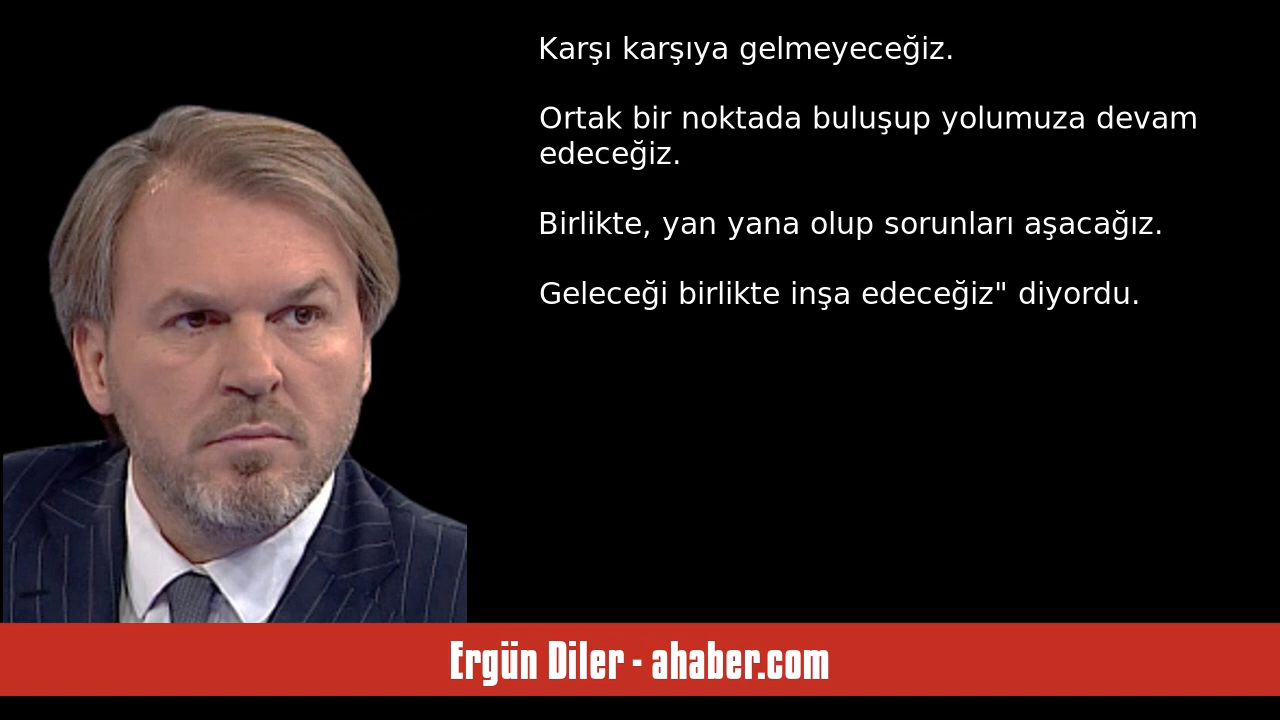 Karşı karşıya gelmeyeceğiz.
Ortak bir noktada buluşup yolumuza devam
edeceğiz.
Birlikte, yan yana olup sorunları aşacağız.
Geleceği birlikte inşa edeceğiz" diyordu.
Ergün Diler - ahaber.com